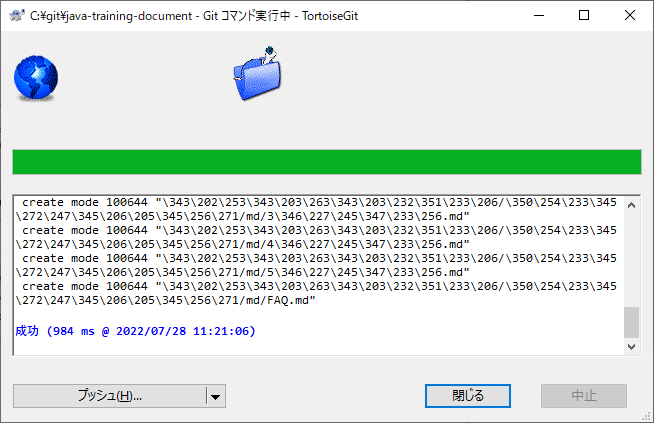 C:¥git¥java-training-document - Git コマンド実行中 - TortoiseGit
create mode 100644 "\343\202\253\343\203\263\343\203\232\351\233\206/\350\254\233\345
\272\247\345\206\205\345\256\271/md/3\346\227\245\347\233\256.md"
create mode 100644 "\343\202\253\343\203\263\343\203\232\351\233\206/\350\254\233\345
\272\247\345\206\205\345\256\271/md/4\346\227\245\347\233\256.md"
create mode 100644 "\343\202\253\343\203\263\343\203\232\351\233\206/\350\254\233\345
\272\247\345\206\205\345\256\271/md/5\346\227\245\347\233\256.md"
create mode 100644 "\343\202\253\343\203\263\343\203\232\351\233\206/\350\254\233\345
\272\247\345\206\205\345\256\271/md/FAQ.md"
成功 (984 ms @ 2022/07/28 11:21:06)
プッシュ(H)...
閉じる
中止